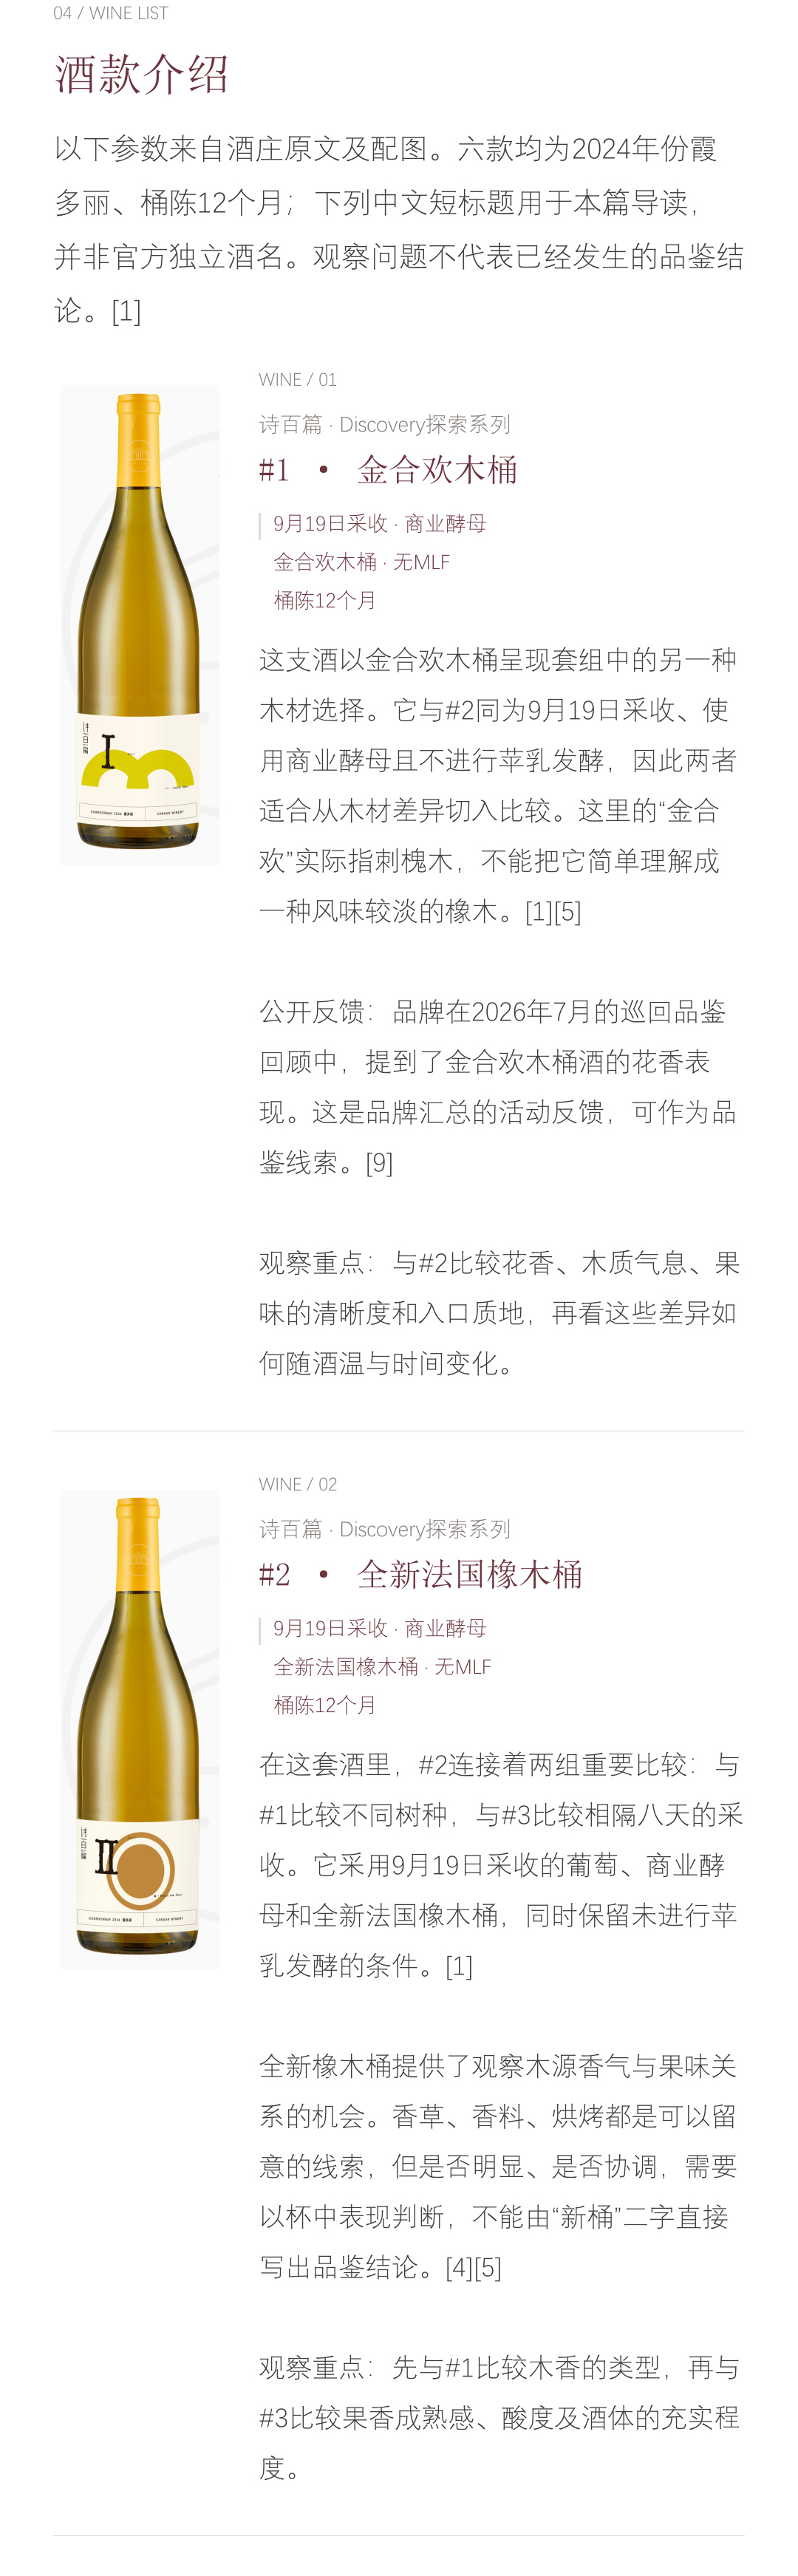 04 / WINE LIST
酒款介绍
以下参数来自酒庄原文及配图。六款均为2024年份霞
多丽、桶陈12个月；下列中文短标题用于本篇导读，
并非官方独立酒名。观察问题不代表已经发生的品鉴结
论。[1]
WINE / 01
诗百篇 · Discovery探索系列
#1 • 金合欢木桶
9月19日采收 · 商业酵母
金合欢木桶 · 无MLF
桶陈12个月
这支酒以金合欢木桶呈现套组中的另一种
木材选择。它与#2同为9月19日采收、使
用商业酵母且不进行苹乳发酵，因此两者
适合从木材差异切入比较。这里的“金合
欢”实际指刺槐木，不能把它简单理解成
一种风味较淡的橡木。[1][5]
公开反馈：品牌在2026年7月的巡回品鉴
回顾中，提到了金合欢木桶酒的花香表
现。这是品牌汇总的活动反馈，可作为品
鉴线索。[9]
观察重点：与#2比较花香、木质气息、果
味的清晰度和入口质地，再看这些差异如
何随酒温与时间变化。
诗百篇
I
CHARDONNAY 2024 霞多丽
CANAAN WINERY
WINE / 02
诗百篇 · Discovery探索系列
#2 • 全新法国橡木桶
9月19日采收 · 商业酵母
全新法国橡木桶 · 无MLF
桶陈12个月
在这套酒里，#2连接着两组重要比较：与
#1比较不同树种，与#3比较相隔八天的采
收。它采用9月19日采收的葡萄、商业酵
母和全新法国橡木桶，同时保留未进行苹
乳发酵的条件。[1]
全新橡木桶提供了观察木源香气与果味关
系的机会。香草、香料、烘烤都是可以留
意的线索，但是否明显、是否协调，需要
以杯中表现判断，不能由“新桶”二字直接
写出品鉴结论。[4][5]
观察重点：先与#1比较木香的类型，再与
#3比较果香成熟感、酸度及酒体的充实程
度。
诗百篇
II
CHARDONNAY 2024 霞多丽
CANAAN WINERY